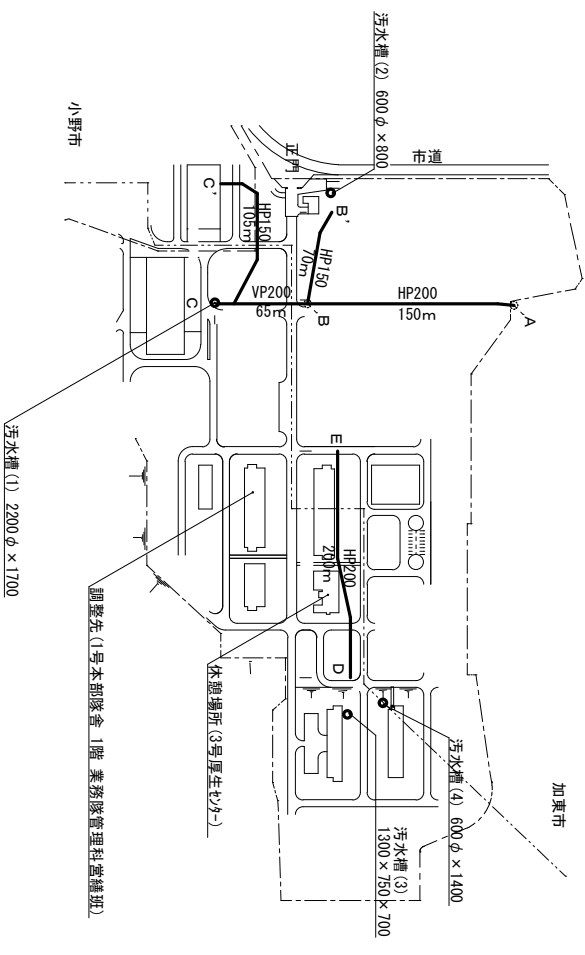 汚水槽(2) 600φ×800
小野市
正門
市道
C'
HP150
105m
B'
HP150
70m
VP200
65m
HP200
150m
C
B
A
E
HP200
200m
D
汚水槽(1) 2200φ×1700
調整先(1号本部隊舎 1階 業務隊管理科営繕班)
休憩場所(3号厚生センター)
汚水槽(3)
1300×750×700
汚水槽(4) 600φ×1400
加東市